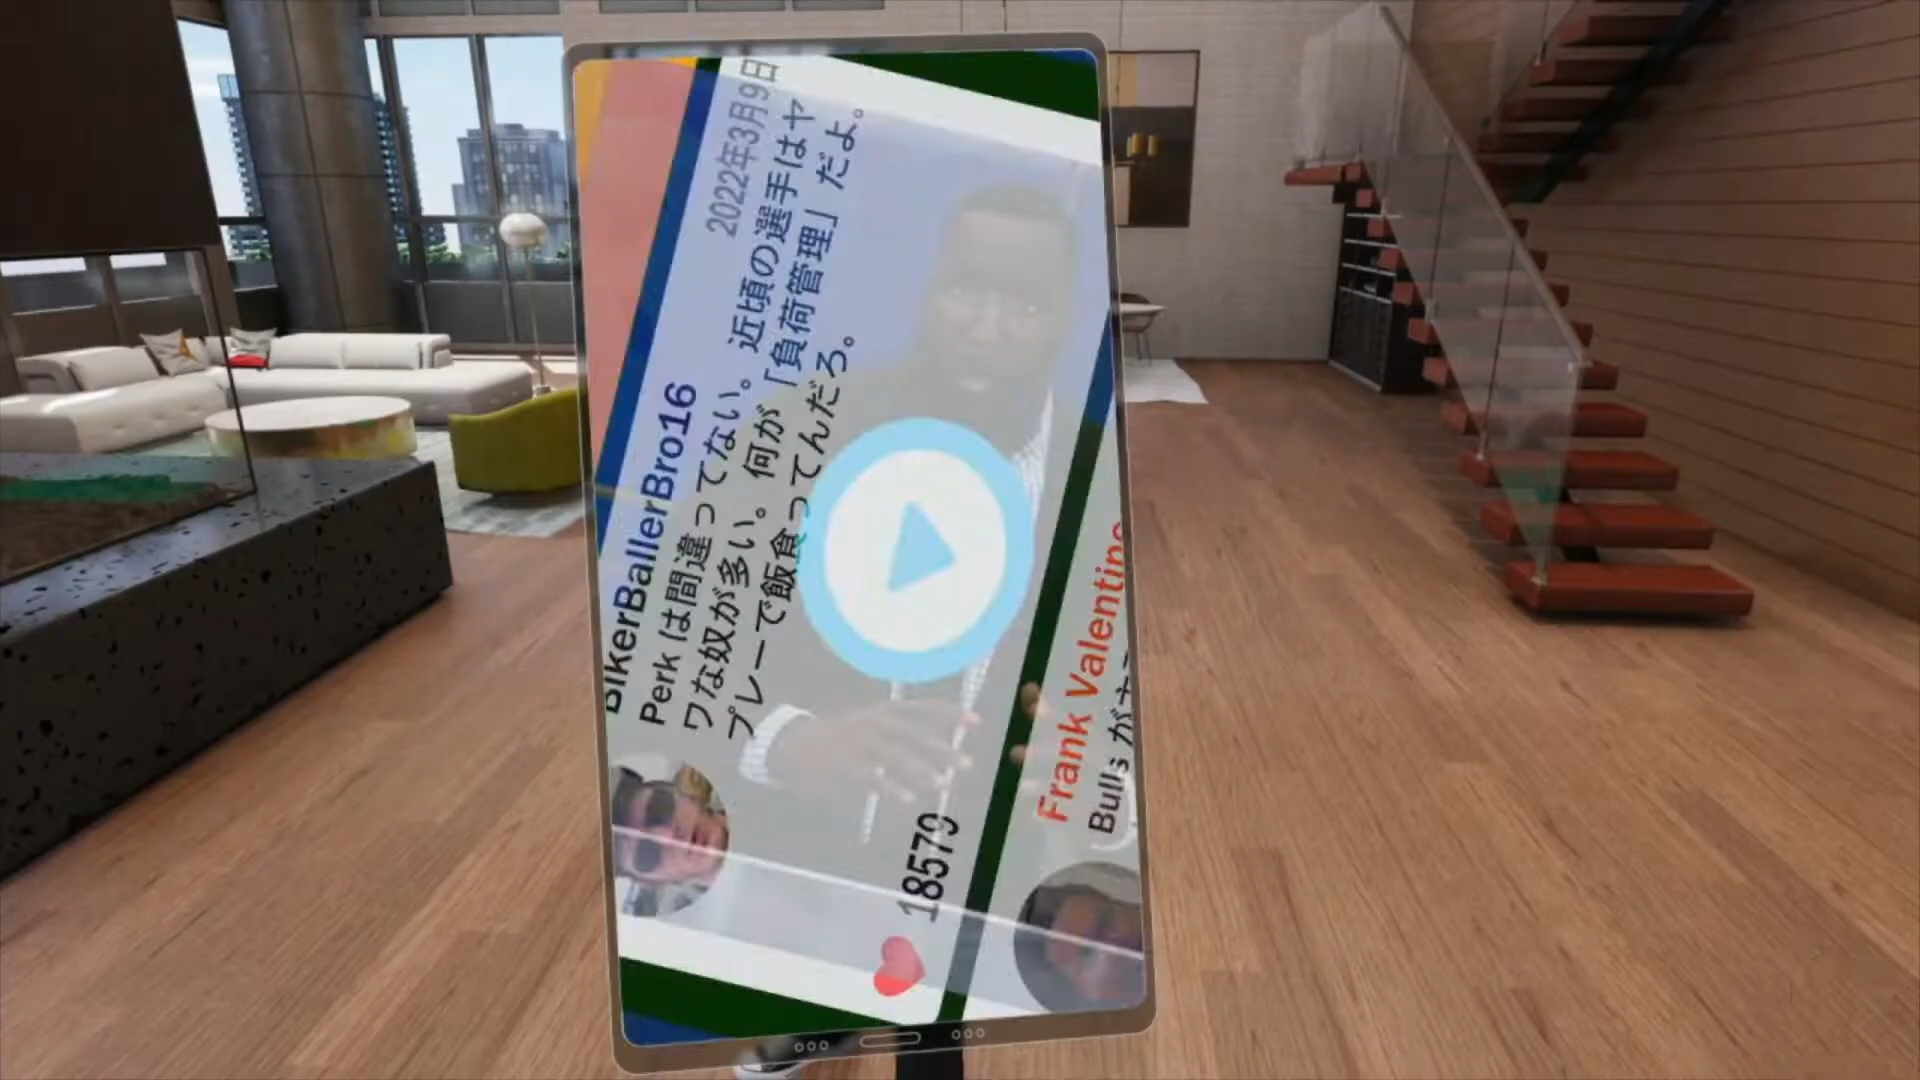 BikerBallerBro16
2022年3月9日
Perk は間違ってない。近頃の選手はヤ
ワな奴が多い。何が「負荷管理」だよ。
プレーで飯食ってんだろ。
18579
Frank Valentino
Bulls が